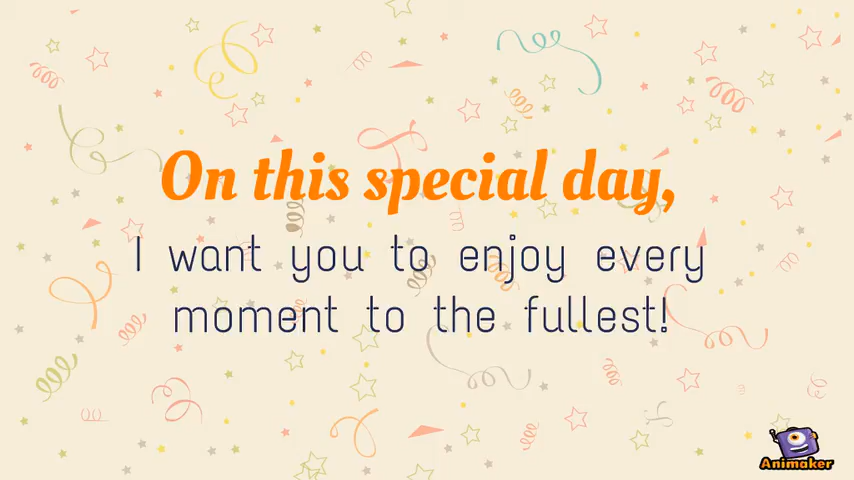 On this special day,
I want you to enjoy every
moment to the fullest!
Animaker